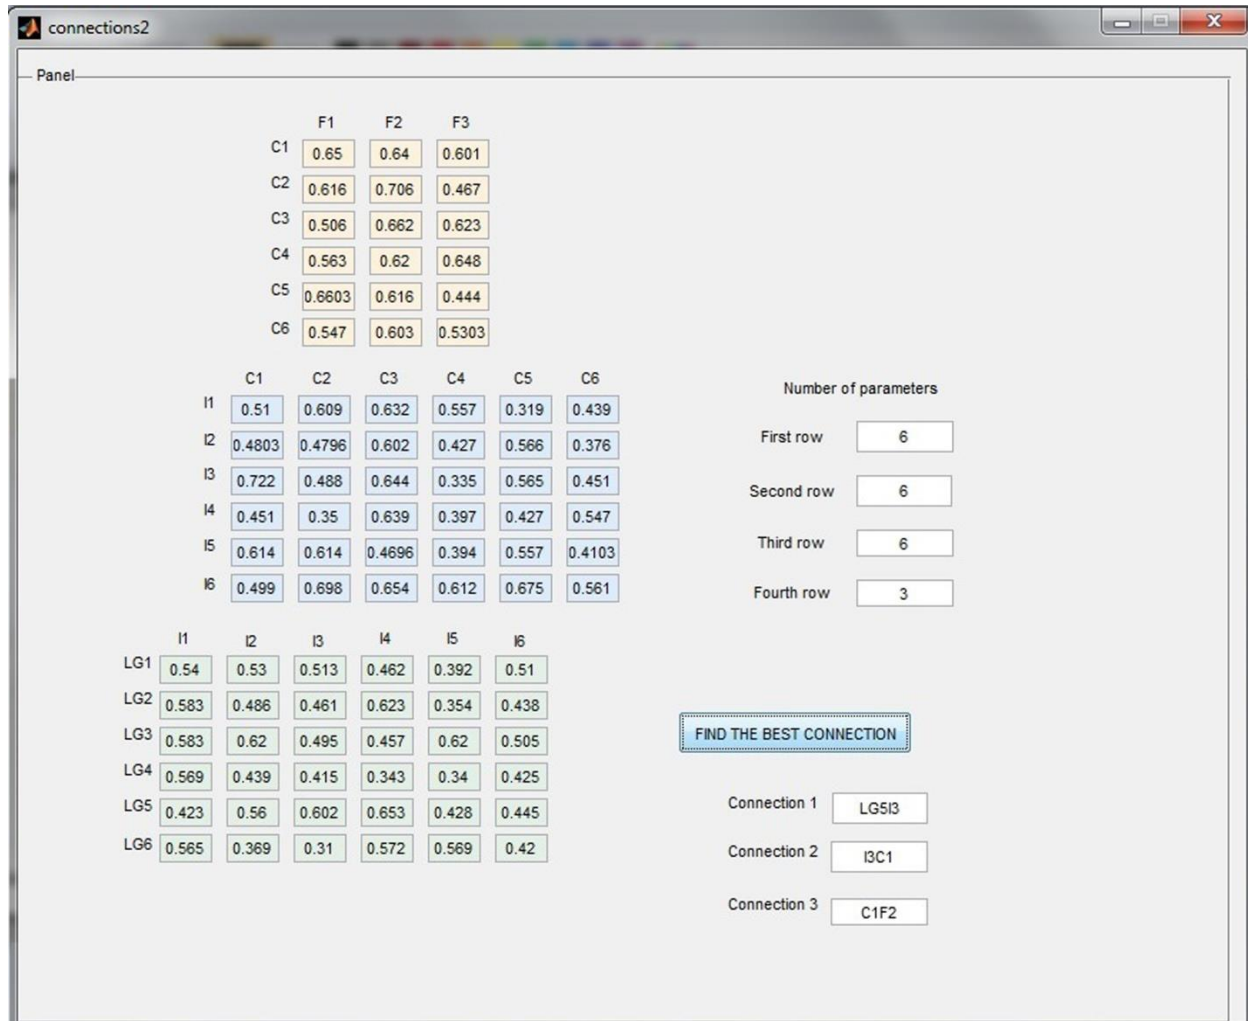 connections2
Panel
F1 F2 F3
C1 0.65 0.64 0.601
C2 0.616 0.706 0.467
C3 0.506 0.662 0.623
C4 0.563 0.62 0.648
C5 0.6603 0.616 0.444
C6 0.547 0.603 0.5303
C1 C2 C3 C4 C5 C6
I1 0.51 0.609 0.632 0.557 0.319 0.439
I2 0.4803 0.4796 0.602 0.427 0.566 0.376
I3 0.722 0.488 0.644 0.335 0.565 0.451
I4 0.451 0.35 0.639 0.397 0.427 0.547
I5 0.614 0.614 0.4696 0.394 0.557 0.4103
I6 0.499 0.698 0.654 0.612 0.675 0.561
I1 I2 I3 I4 I5 I6
LG1 0.54 0.53 0.513 0.462 0.392 0.51
LG2 0.583 0.486 0.461 0.623 0.354 0.438
LG3 0.583 0.62 0.495 0.457 0.62 0.505
LG4 0.569 0.439 0.415 0.343 0.34 0.425
LG5 0.423 0.56 0.602 0.653 0.428 0.445
LG6 0.565 0.369 0.31 0.572 0.569 0.42
Number of parameters
First row 6
Second row 6
Third row 6
Fourth row 3
FIND THE BEST CONNECTION
Connection 1 LG5I3
Connection 2 I3C1
Connection 3 C1F2